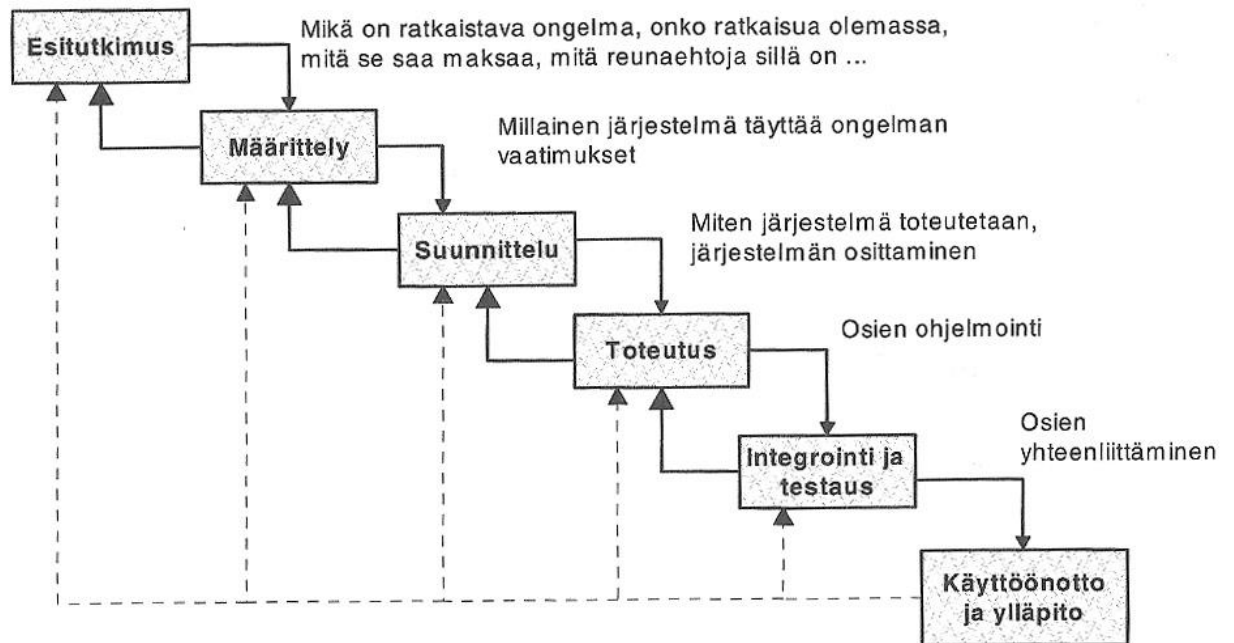 Esitutkimus
Mikä on ratkaistava ongelma, onko ratkaisua olemassa,
mitä se saa maksaa, mitä reunaehtoja sillä on ...
Määrittely
Millainen järjestelmä täyttää ongelman
vaatimukset
Suunnittelu
Miten järjestelmä toteutetaan,
järjestelmän osittaminen
Toteutus
Osien ohjelmointi
Integrointi ja
testaus
Osien
yhteenliittäminen
Käyttöönotto
ja ylläpito